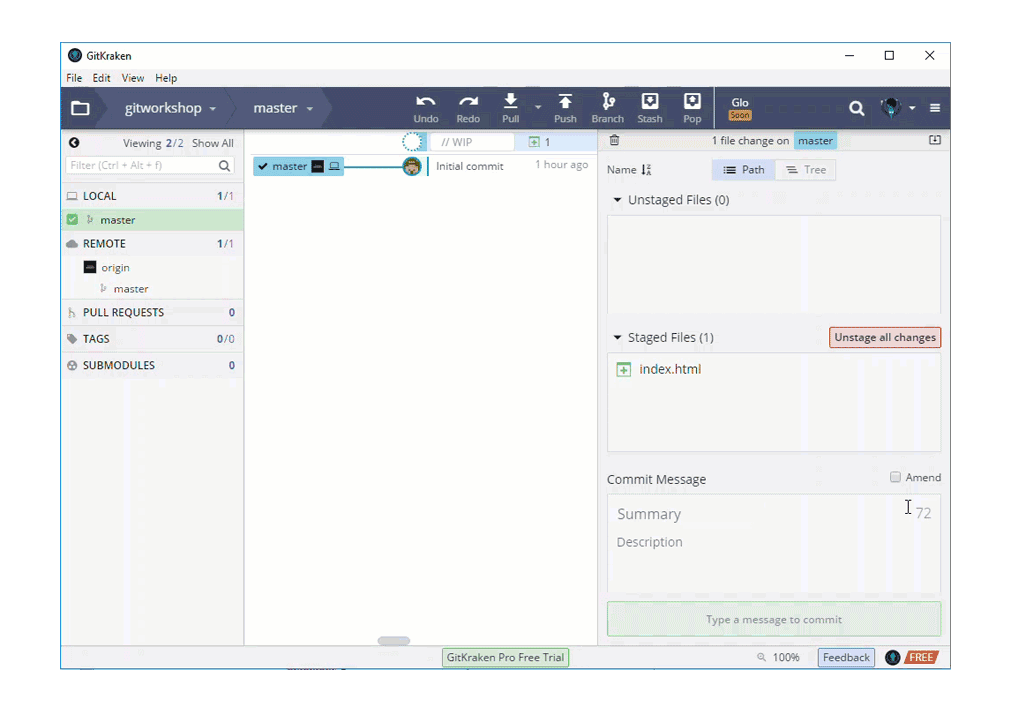 GitKraken
File Edit View Help
gitworkshop master Undo Redo Pull Push Branch Stash Pop Glo Soon
Viewing 2/2 Show All
Filter (Ctrl + Alt + f)
LOCAL 1/1
master
REMOTE 1/1
origin
master
PULL REQUESTS 0
TAGS 0/0
SUBMODULES 0
// WIP 1
master Initial commit 1 hour ago
1 file change on master
Name Path Tree
Unstaged Files (0)
Staged Files (1) Unstage all changes
index.html
Commit Message Amend
Summary 72
Description
Type a message to commit
GitKraken Pro Free Trial 100% Feedback FREE